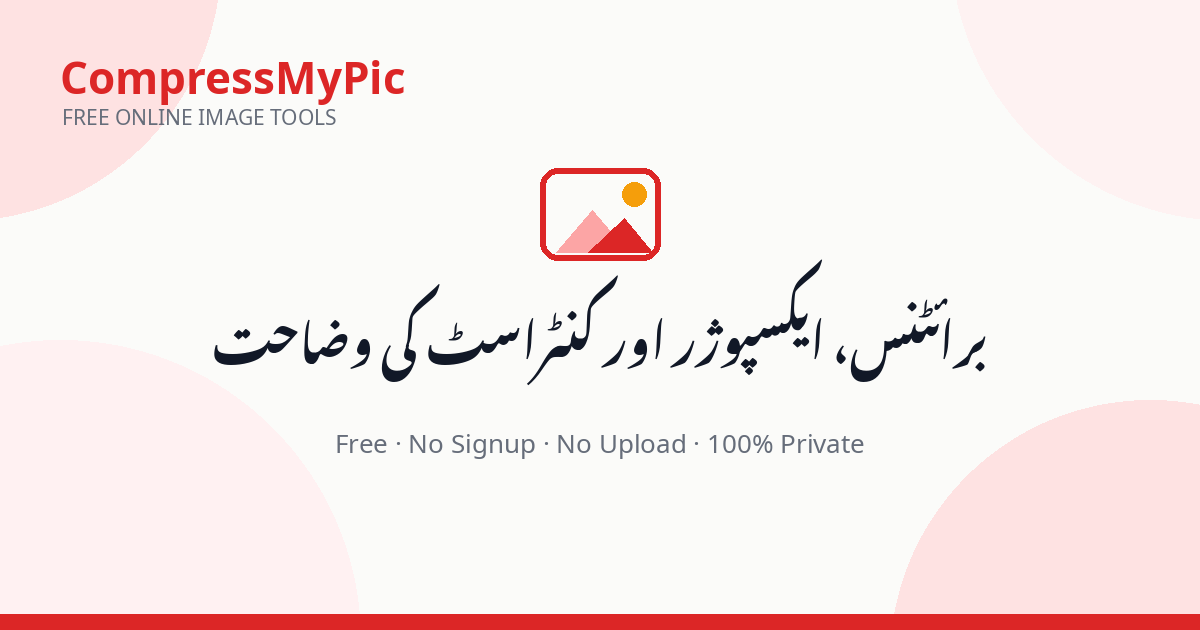 CompressMyPic
FREE ONLINE IMAGE TOOLS
برائٹنس، ایکسپوژر اور کنٹراسٹ کی وضاحت
Free · No Signup · No Upload · 100% Private